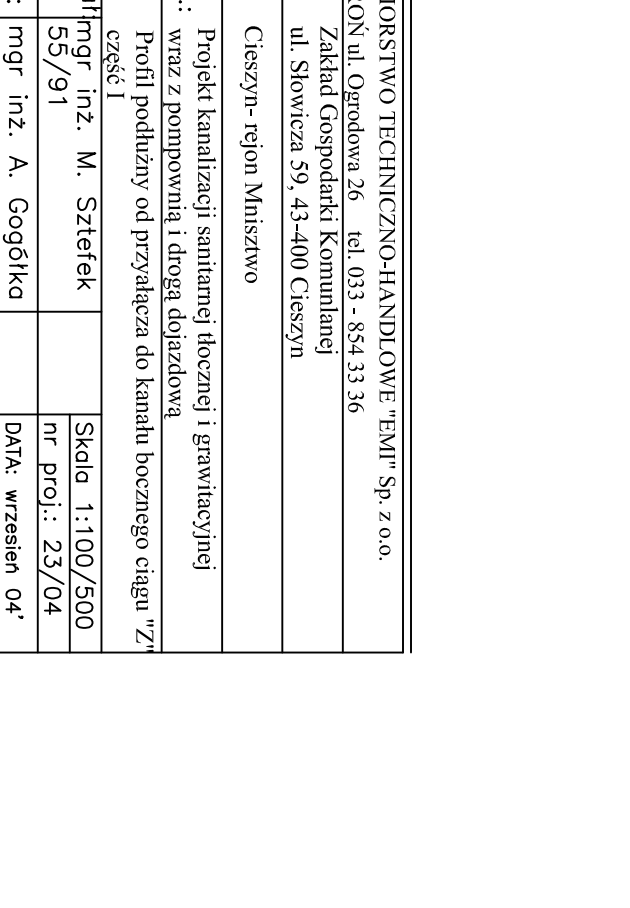 IORSTWO TECHNICZNO-HANDLOWE "EMI" Sp. z o.o.
OŃ ul. Ogrodowa 26 tel. 033 - 854 33 36
Zakład Gospodarki Komunlanej
ul. Słowicza 59, 43-400 Cieszyn
Cieszyn- rejon Mnisztwo
.: Projekt kanalizacji sanitarnej tłocznej i grawitacyjnej
wraz z pompownią i drogą dojazdową
Profil podłużny od przyałącza do kanału bocznego ciągu "Z"
część I
mgr inż. M. Sztefek
55/91
Skala 1:100/500
nr proj.: 23/04
: mgr inż. A. Gogółka
DATA: wrzesień 04'